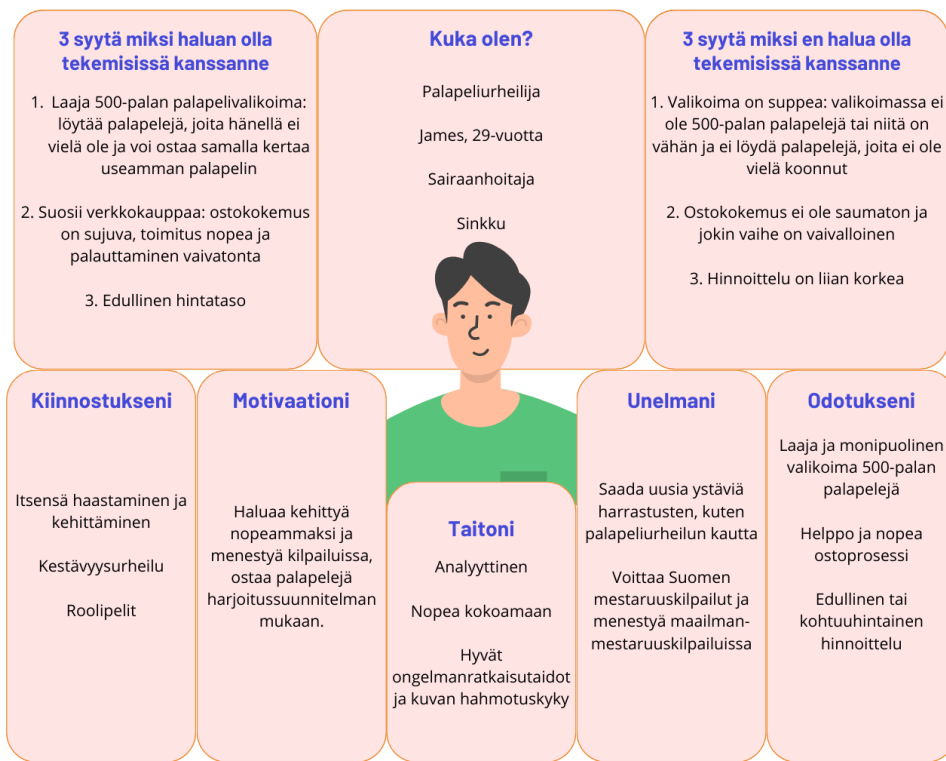 3 syytä miksi haluan olla
tekemisissä kanssanne
1. Laaja 500-palan palapelivalikoima:
löytää palapelejä, joita hänellä ei
vielä ole ja voi ostaa samalla kertaa
useamman palapelin
2. Suosii verkkokauppaa: ostokokemus
on sujuva, toimitus nopea ja
palauttaminen vaivatonta
3. Edullinen hintataso
Kuka olen?
Palapeliurheilija
James, 29-vuotta
Sairaanhoitaja
Sinkku
3 syytä miksi en halua olla
tekemisissä kanssanne
1. Valikoima on suppea: valikoimassa ei
ole 500-palan palapelejä tai niitä on
vähän ja ei löydä palapelejä, joita ei ole
vielä koonnut
2. Ostokokemus ei ole saumaton ja
jokin vaihe on vaivalloinen
3. Hinnoittelu on liian korkea
Kiinnostukseni
Itsensä haastaminen ja
kehittäminen
Kestävyysurheilu
Roolipelit
Motivaationi
Haluaa kehittyä
nopeammaksi ja
menestyä kilpailuissa,
ostaa palapelejä
harjoitussuunnitelman
mukaan.
Taitoni
Analyyttinen
Nopea kokoamaan
Hyvät
ongelmanratkaisutaidot
ja kuvan hahmotuskyky
Unelmani
Saada uusia ystäviä
harrastusten, kuten
palapeliurheilun kautta
Voittaa Suomen
mestaruuskilpailut ja
menestyä maailman-
mestaruuskilpailuissa
Odotukseni
Laaja ja monipuolinen
valikoima 500-palan
palapelejä
Helppo ja nopea
ostoprosessi
Edullinen tai
kohtuuhintainen
hinnoittelu